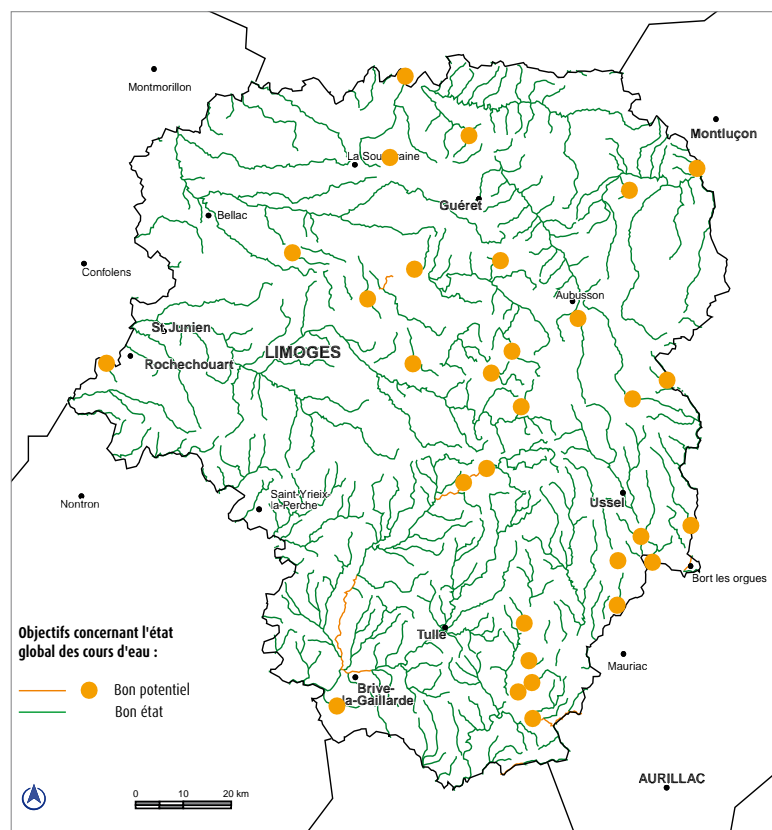 Montmorillon
Montluçon
La Souterraine
Guéret
Bellac
Confolens
Aubusson
St Junien
LIMOGES
Rochechouart
Saint-Yrieix-
la-Perche
Nontron
Ussel
Bort les orgues
Tulle
Mauriac
Brive-
la-Gaillarde
Objectifs concernant l'état
global des cours d'eau :
Bon potentiel
Bon état
0 10 20 km
AURILLAC